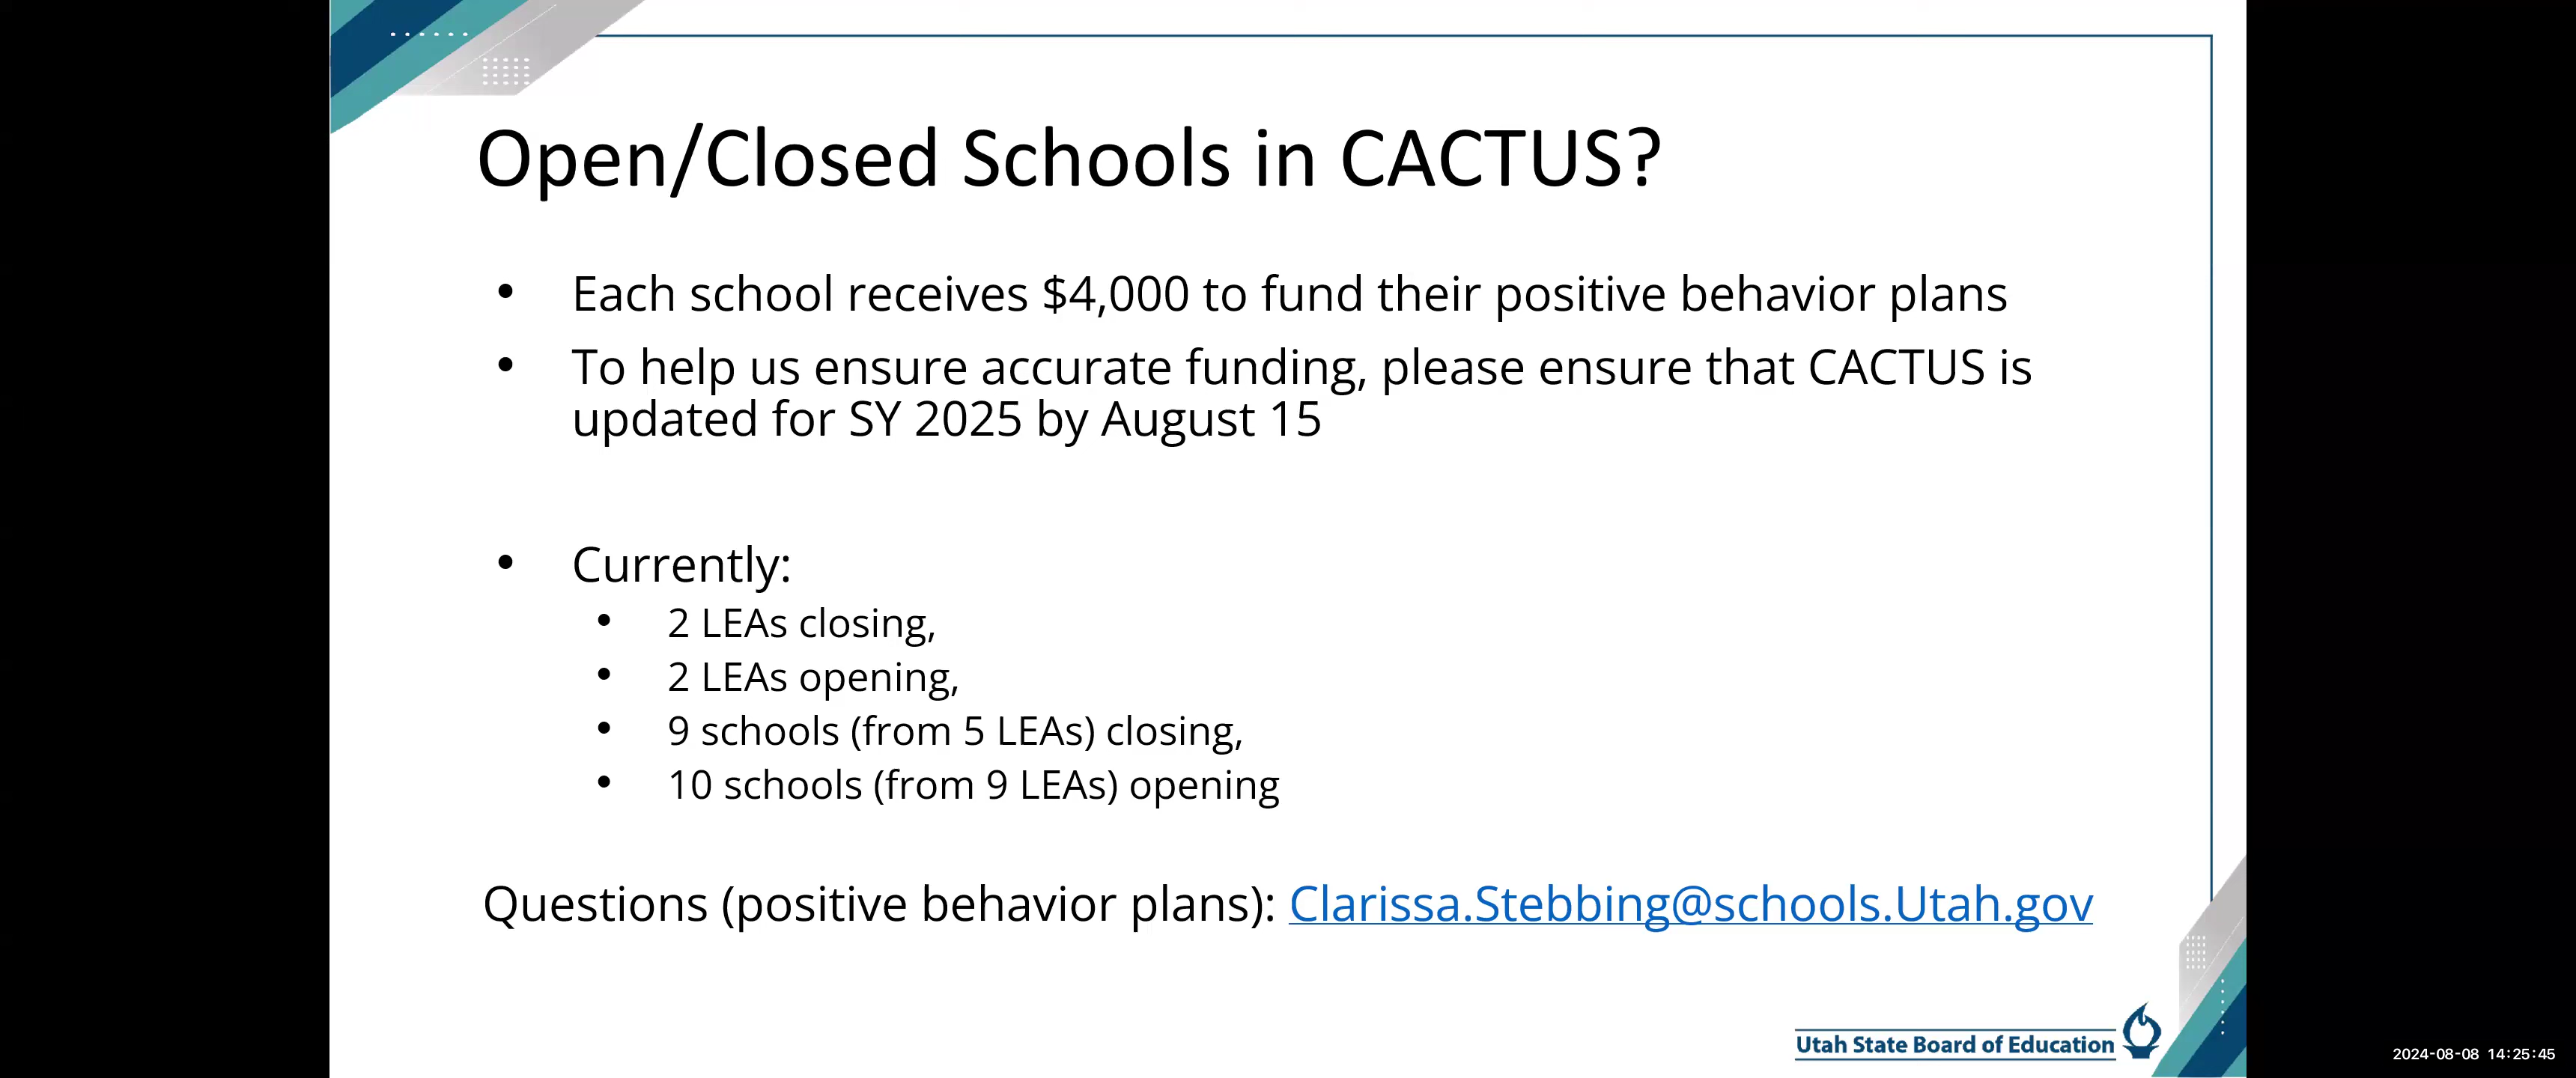 Open/Closed Schools in CACTUS?
• Each school receives $4,000 to fund their positive behavior plans
• To help us ensure accurate funding, please ensure that CACTUS is
updated for SY 2025 by August 15
• Currently:
• 2 LEAs closing,
• 2 LEAs opening,
• 9 schools (from 5 LEAs) closing,
• 10 schools (from 9 LEAs) opening
Questions (positive behavior plans): Clarissa.Stebbing@schools.Utah.gov
Utah State Board of Education
2024-08-08 14:25:45